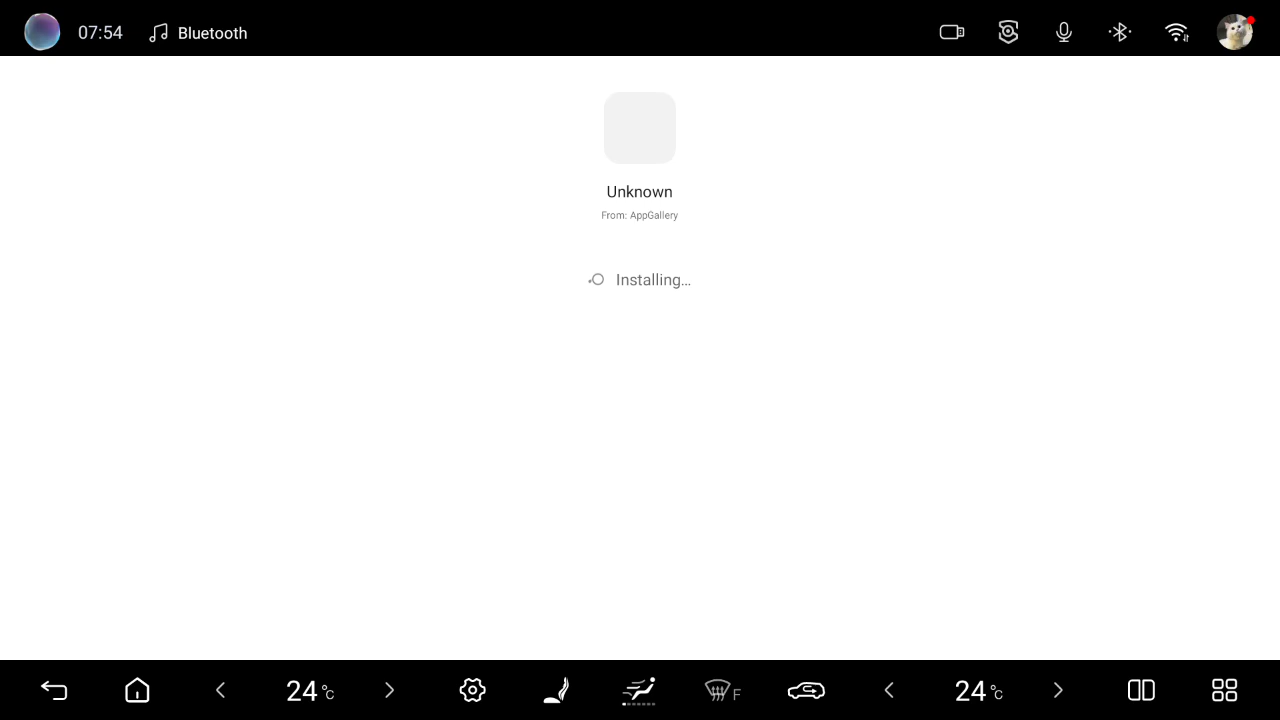 07:54
Bluetooth
Unknown
From: AppGallery
Installing...
24 °C
F
24 °C